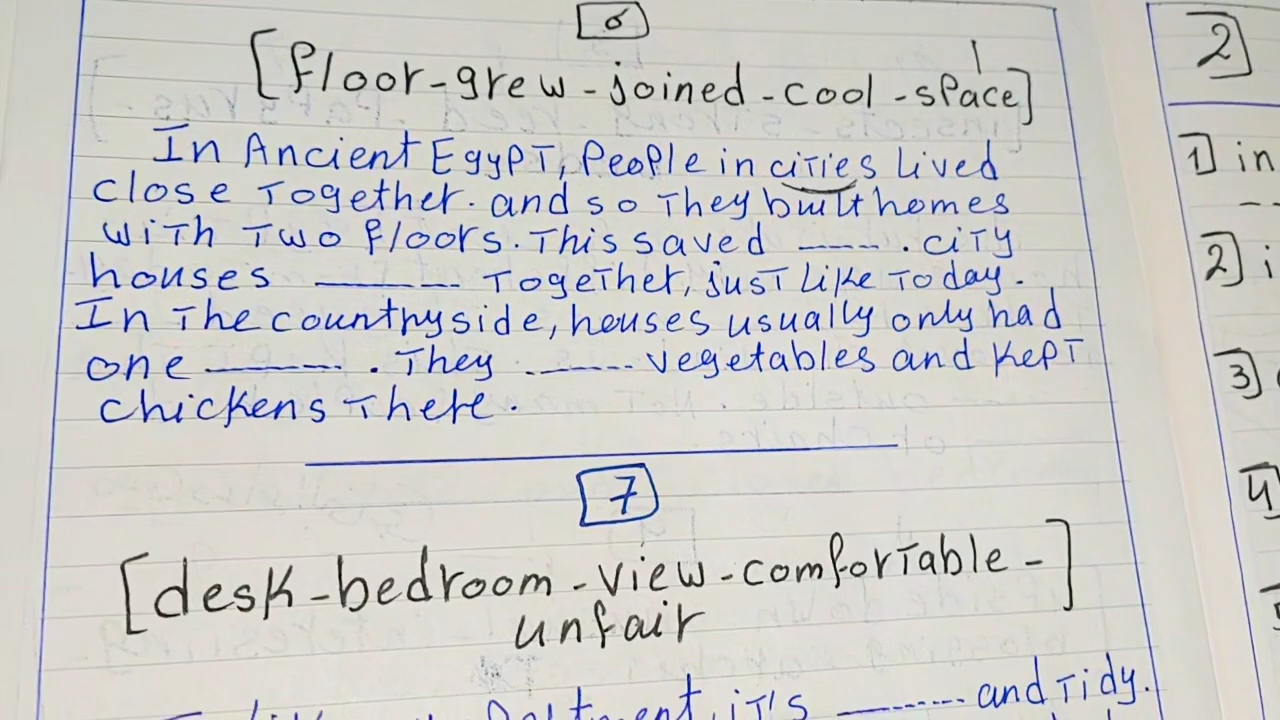 6
[floor-grew-joined-cool-space]
In Ancient Egypt, People in cities Lived
close Together. and so They built homes
with Two floors. This saved ----- . city
houses ------- Together, just like Today.
In The countryside, houses usually only had
one ------- . They ------ vegetables and kept
chickens There.
7
[desk-bedroom-view-comfortable-]
unfair
it's --------- and Tidy.
2]
1] in
2] i
3]
4
5